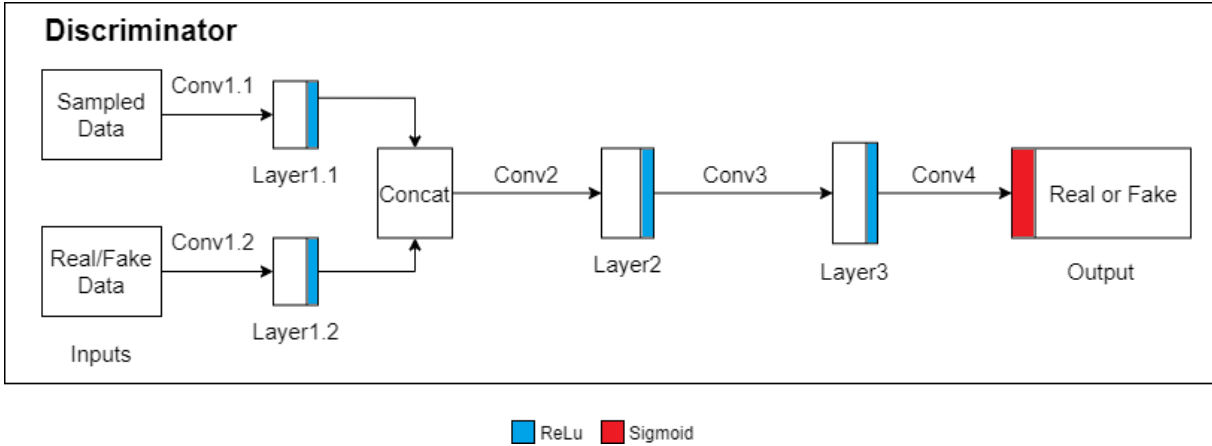 Discriminator
Sampled
Data
Conv1.1
Layer1.1
Real/Fake
Data
Conv1.2
Layer1.2
Inputs
Concat
Conv2
Layer2
Conv3
Layer3
Conv4
Real or Fake
Output
ReLu
Sigmoid